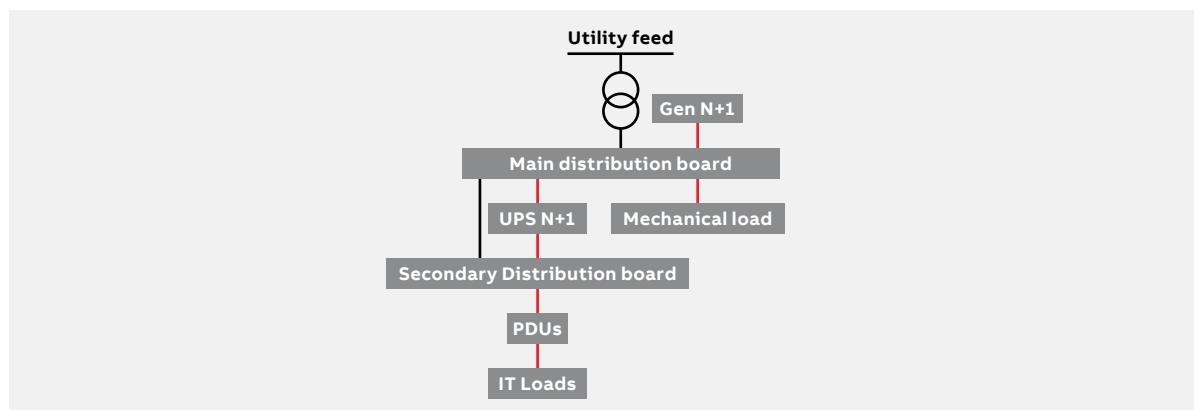 Utility feed
Gen N+1
Main distribution board
UPS N+1
Mechanical load
Secondary Distribution board
PDUs
IT Loads